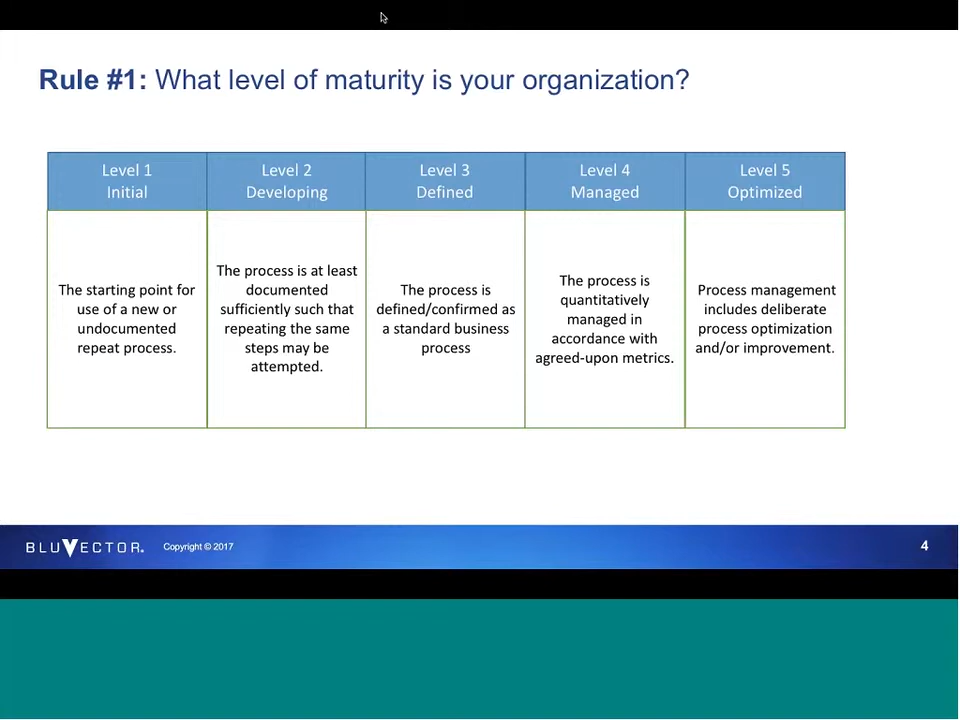 Rule #1: What level of maturity is your organization?
Level 1
Initial
Level 2
Developing
Level 3
Defined
Level 4
Managed
Level 5
Optimized
The starting point for
use of a new or
undocumented
repeat process.
The process is at least
documented
sufficiently such that
repeating the same
steps may be
attempted.
The process is
defined/confirmed as
a standard business
process
The process is
quantitatively
managed in
accordance with
agreed-upon metrics.
Process management
includes deliberate
process optimization
and/or improvement.
BLUVECTOR.
Copyright © 2017
4